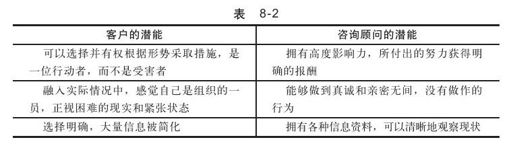 表 8-2
客户的潜能
咨询顾问的潜能
可以选择并有权根据形势采取措施，是
一位行动者，而不是受害者
拥有高度影响力，所付出的努力获得明
确的报酬
融入实际情况中，感觉自己是组织的一
员，正视困难的现实和紧张状态
能够做到真诚和亲密无间，没有做作的
行为
选择明确，大量信息被简化
拥有各种信息资料，可以清晰地观察现状